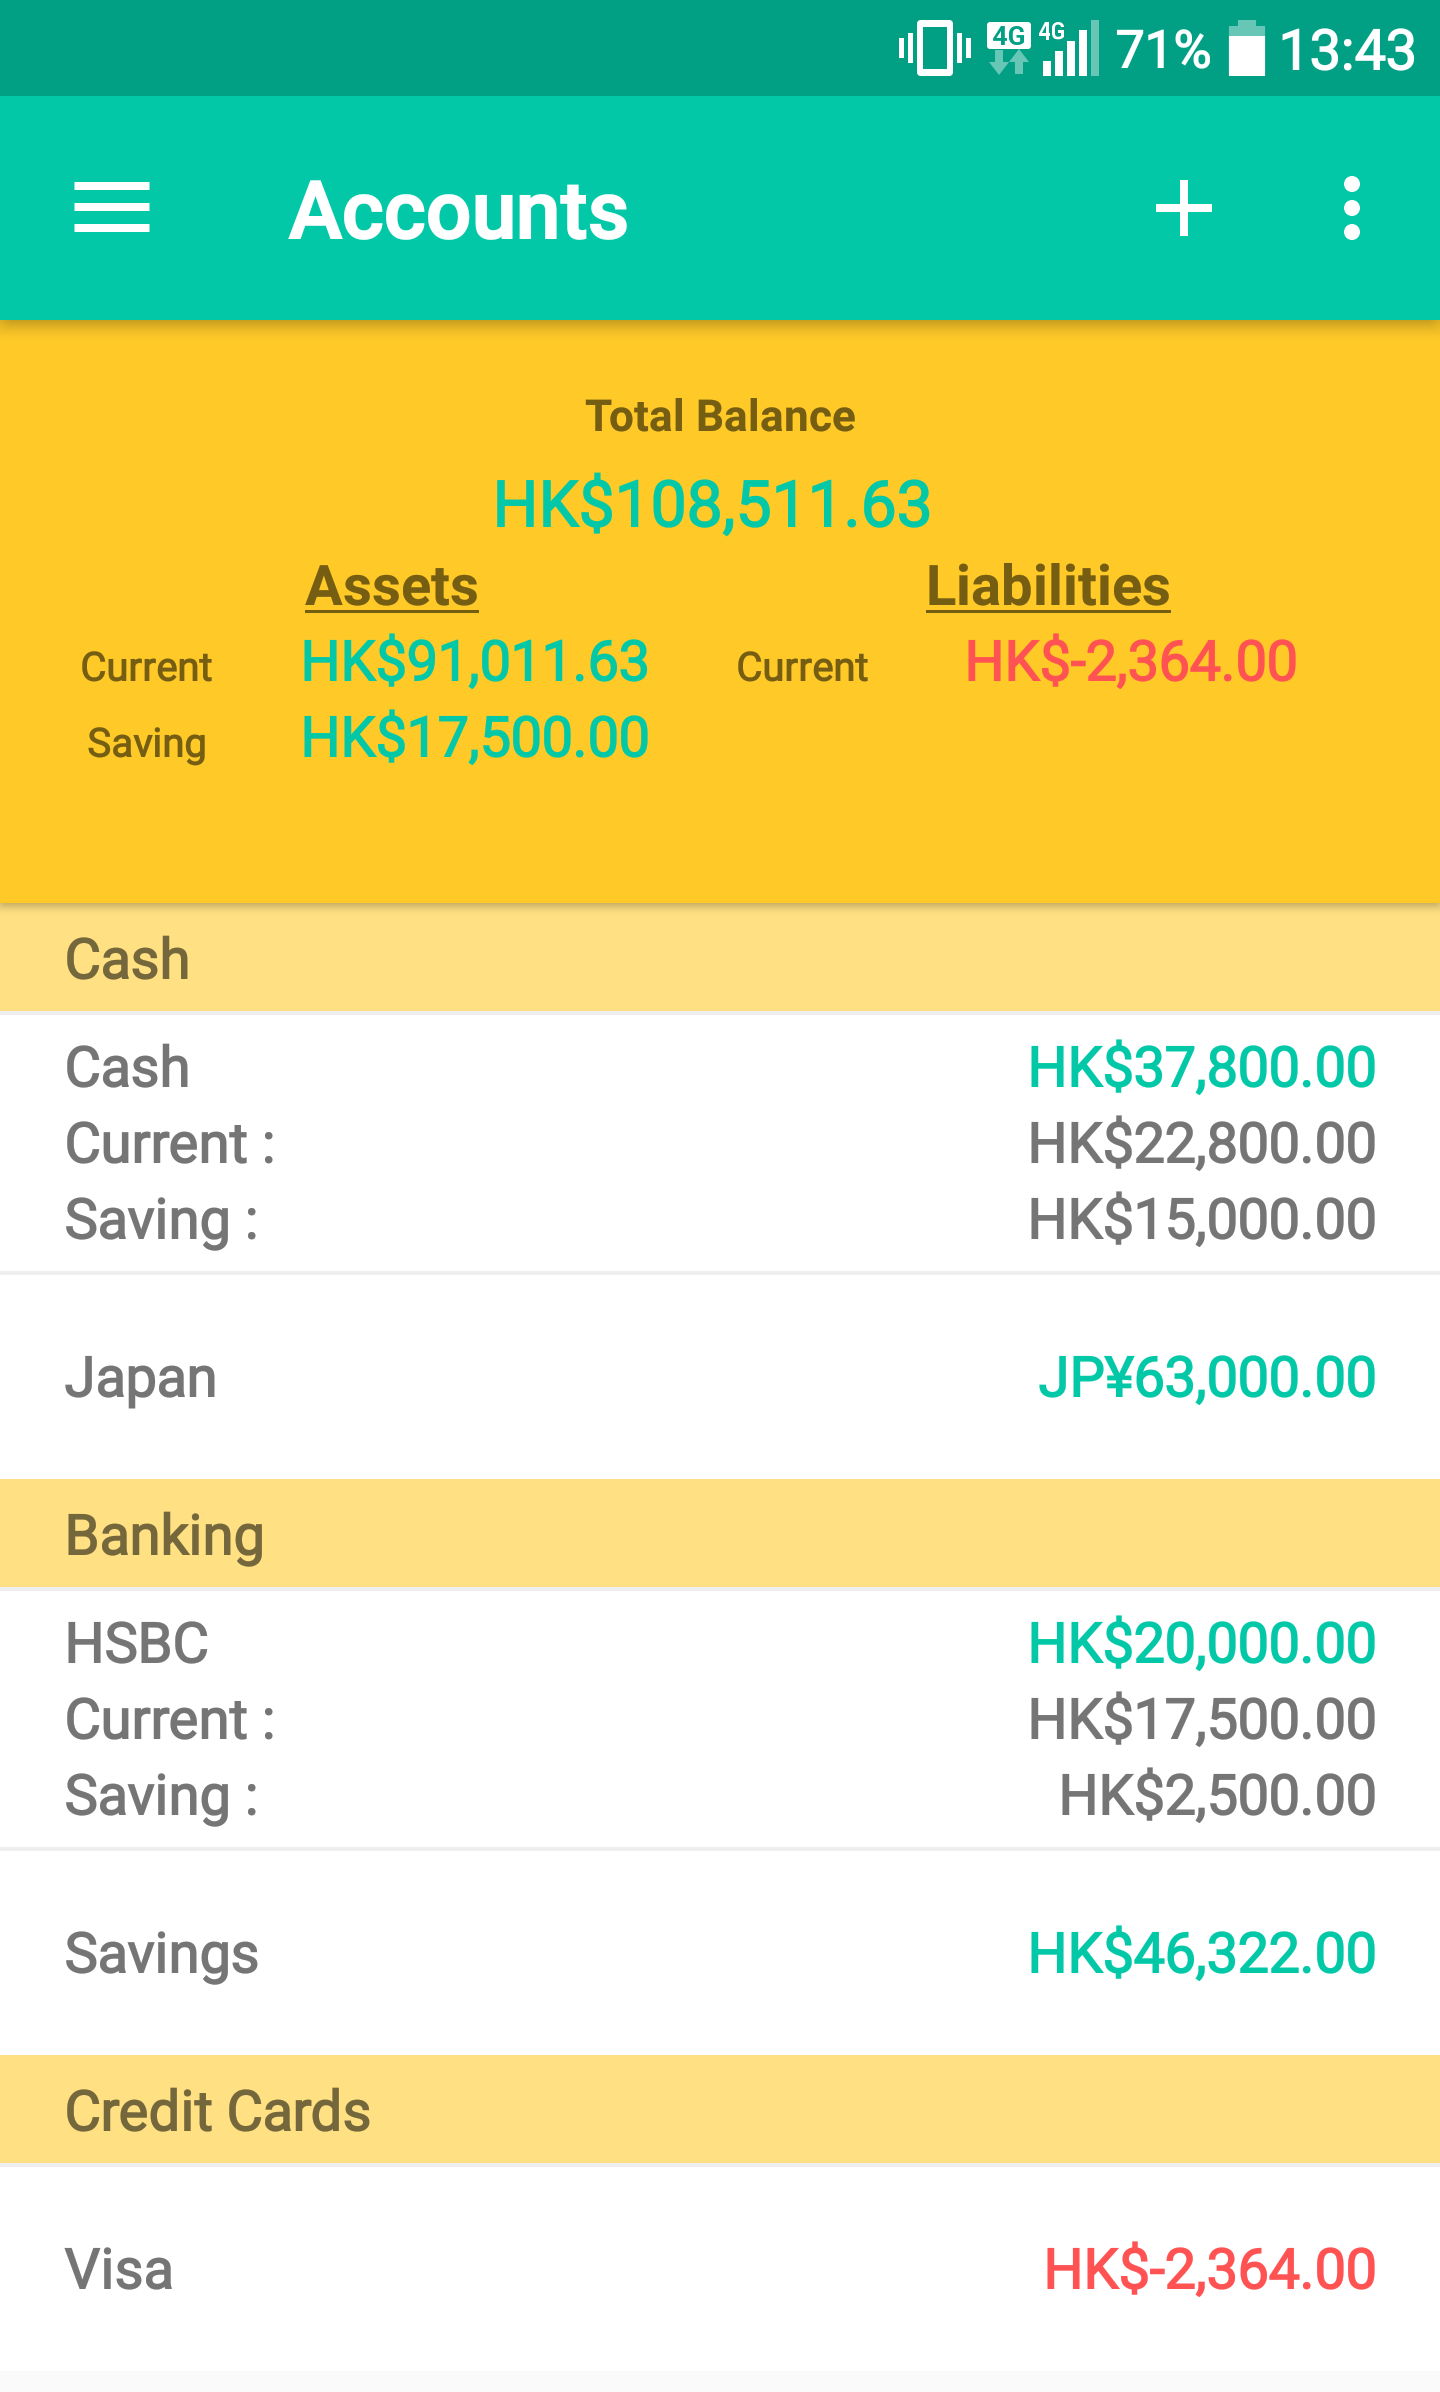 4G 4G 71% 13:43
Accounts
Total Balance
HK$108,511.63
Assets Liabilities
Current HK$91,011.63 Current HK$-2,364.00
Saving HK$17,500.00
Cash
Cash HK$37,800.00
Current : HK$22,800.00
Saving : HK$15,000.00
Japan JP¥63,000.00
Banking
HSBC HK$20,000.00
Current : HK$17,500.00
Saving : HK$2,500.00
Savings HK$46,322.00
Credit Cards
Visa HK$-2,364.00